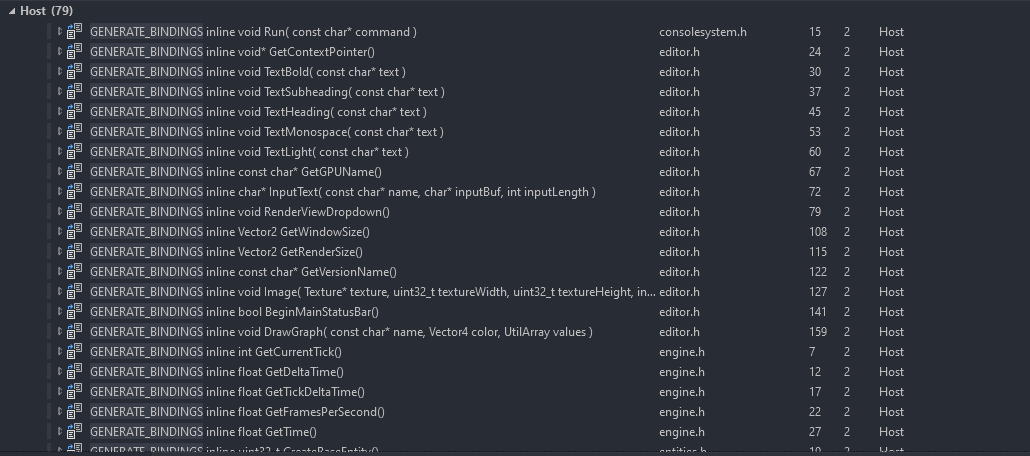 Host (79)
GENERATE_BINDINGS inline void Run( const char* command ) consolesystem.h 15 2 Host
GENERATE_BINDINGS inline void* GetContextPointer() editor.h 24 2 Host
GENERATE_BINDINGS inline void TextBold( const char* text ) editor.h 30 2 Host
GENERATE_BINDINGS inline void TextSubheading( const char* text ) editor.h 37 2 Host
GENERATE_BINDINGS inline void TextHeading( const char* text ) editor.h 45 2 Host
GENERATE_BINDINGS inline void TextMonospace( const char* text ) editor.h 53 2 Host
GENERATE_BINDINGS inline void TextLight( const char* text ) editor.h 60 2 Host
GENERATE_BINDINGS inline const char* GetGPUName() editor.h 67 2 Host
GENERATE_BINDINGS inline char* InputText( const char* name, char* inputBuf, int inputLength ) editor.h 72 2 Host
GENERATE_BINDINGS inline void RenderViewDropdown() editor.h 79 2 Host
GENERATE_BINDINGS inline Vector2 GetWindowSize() editor.h 108 2 Host
GENERATE_BINDINGS inline Vector2 GetRenderSize() editor.h 115 2 Host
GENERATE_BINDINGS inline const char* GetVersionName() editor.h 122 2 Host
GENERATE_BINDINGS inline void Image( Texture* texture, uint32_t textureWidth, uint32_t textureHeight, in... editor.h 127 2 Host
GENERATE_BINDINGS inline bool BeginMainStatusBar() editor.h 141 2 Host
GENERATE_BINDINGS inline void DrawGraph( const char* name, Vector4 color, UtilArray values ) editor.h 159 2 Host
GENERATE_BINDINGS inline int GetCurrentTick() engine.h 7 2 Host
GENERATE_BINDINGS inline float GetDeltaTime() engine.h 12 2 Host
GENERATE_BINDINGS inline float GetTickDeltaTime() engine.h 17 2 Host
GENERATE_BINDINGS inline float GetFramesPerSecond() engine.h 22 2 Host
GENERATE_BINDINGS inline float GetTime() engine.h 27 2 Host
GENERATE_BINDINGS inline uint32_t CreateBaseEntity() entities.h 19 2 Host